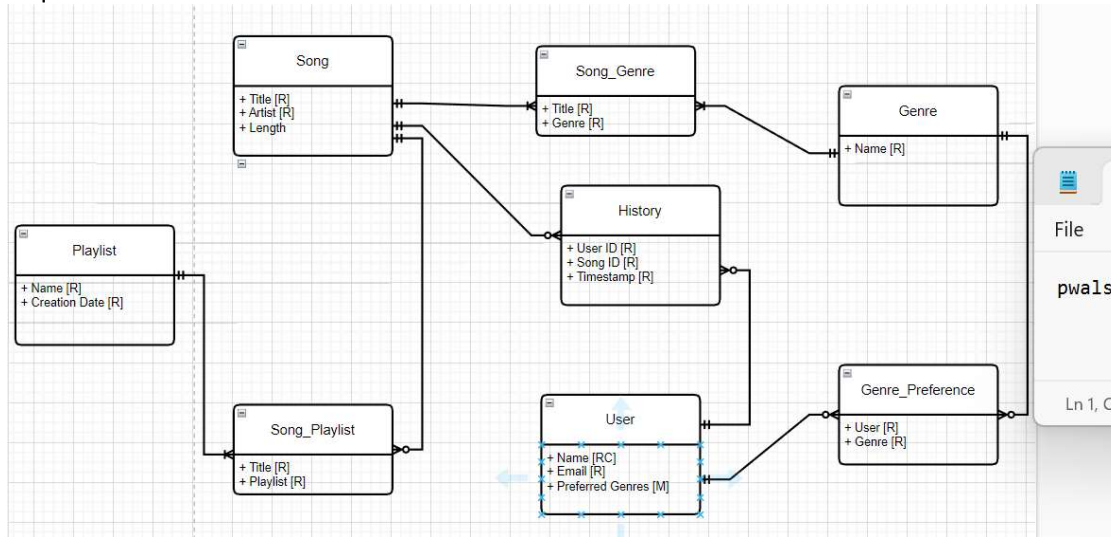 Song
+ Title [R]
+ Artist [R]
+ Length
Song_Genre
+ Title [R]
+ Genre [R]
Genre
+ Name [R]
History
+ User ID [R]
+ Song ID [R]
+ Timestamp [R]
Playlist
+ Name [R]
+ Creation Date [R]
Song_Playlist
+ Title [R]
+ Playlist [R]
User
+ Name [RC]
+ Email [R]
+ Preferred Genres [M]
Genre_Preference
+ User [R]
+ Genre [R]
File
pwals
Ln 1, C